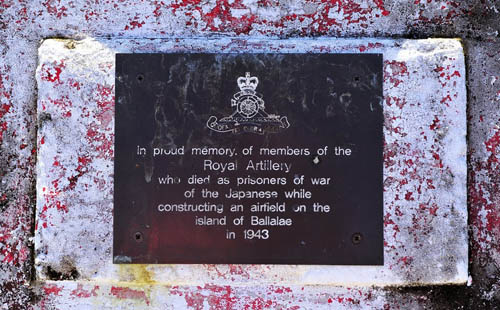 In proud memory of members of the
Royal Artillery
who died as prisoners of war
of the Japanese while
constructing an airfield on the
island of Ballalae
in 1943